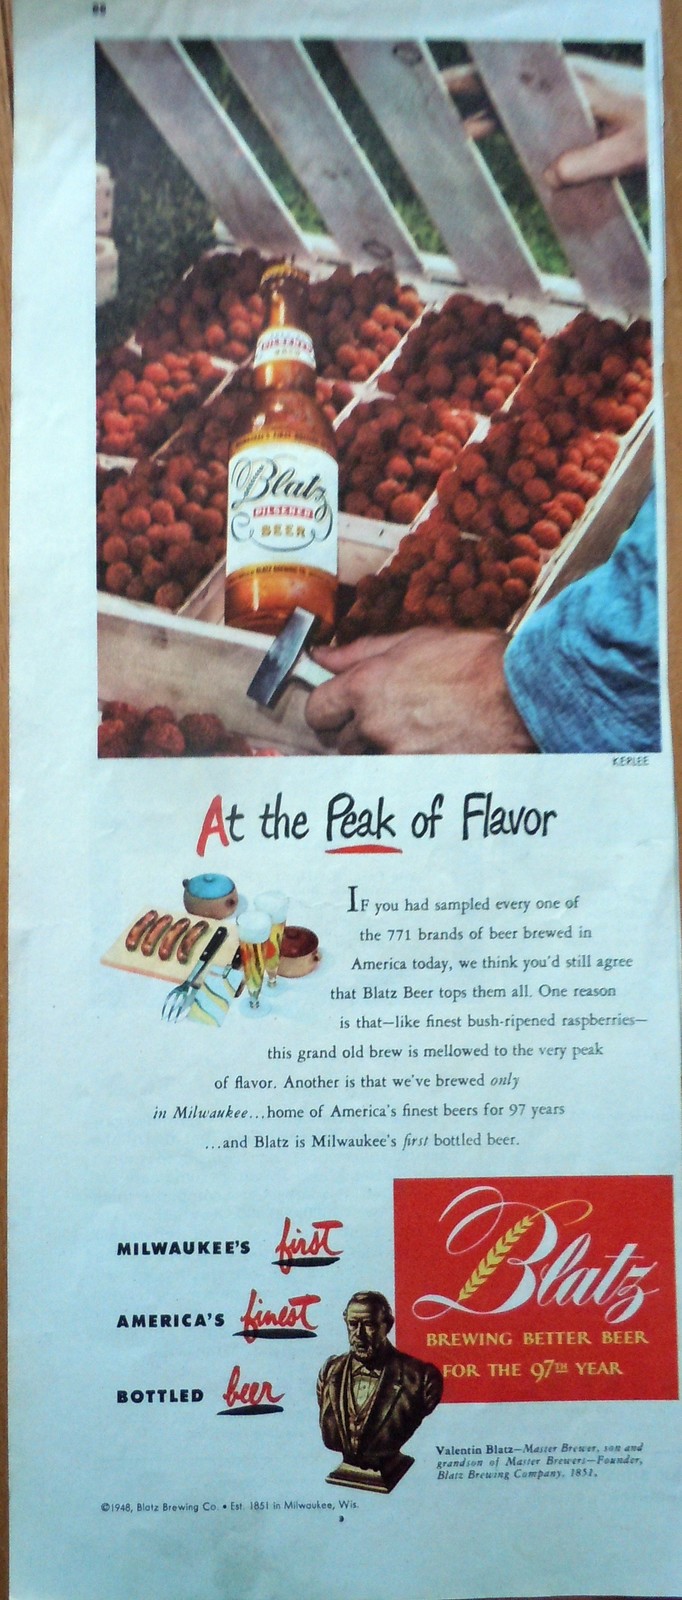 88
PILSENER
BEER
Blatz
PILSENER
BEER
KERLEE
At the Peak of Flavor
IF you had sampled every one of
the 771 brands of beer brewed in
America today, we think you'd still agree
that Blatz Beer tops them all. One reason
is that—like finest bush-ripened raspberries—
this grand old brew is mellowed to the very peak
of flavor. Another is that we've brewed only
in Milwaukee...home of America's finest beers for 97 years
...and Blatz is Milwaukee's first bottled beer.
MILWAUKEE'S first
AMERICA'S finest
BOTTLED beer
Blatz
BREWING BETTER BEER
FOR THE 97TH YEAR
Valentin Blatz—Master Brewer, son and
grandson of Master Brewers—Founder,
Blatz Brewing Company, 1851.
©1948, Blatz Brewing Co. • Est. 1851 in Milwaukee, Wis.